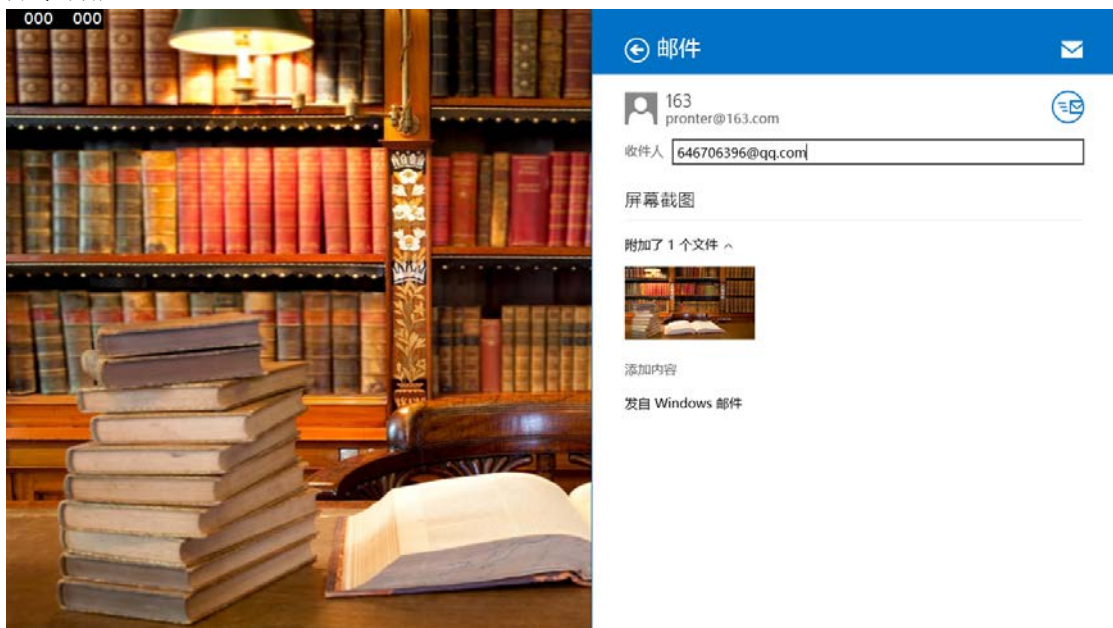 000 000
邮件
163
pronter@163.com
收件人 646706396@qq.com
屏幕截图
附加了 1 个文件
添加内容
发自 Windows 邮件